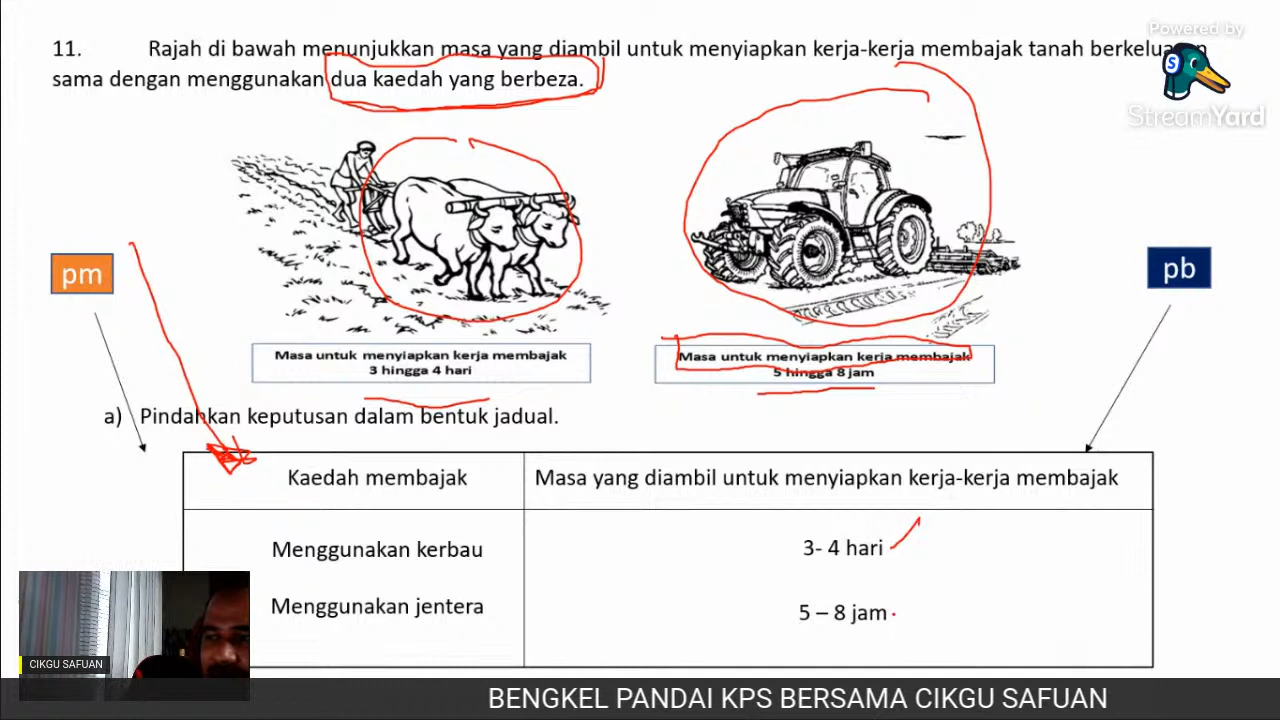 Powered by
StreamYard
11. Rajah di bawah menunjukkan masa yang diambil untuk menyiapkan kerja-kerja membajak tanah berkeluasan
sama dengan menggunakan dua kaedah yang berbeza.
pm
pb
Masa untuk menyiapkan kerja membajak
3 hingga 4 hari
Masa untuk menyiapkan kerja membajak
5 hingga 8 jam
a) Pindahkan keputusan dalam bentuk jadual.
Kaedah membajak
Masa yang diambil untuk menyiapkan kerja-kerja membajak
Menggunakan kerbau
3- 4 hari
Menggunakan jentera
5 – 8 jam
CIKGU SAFUAN
BENGKEL PANDAI KPS BERSAMA CIKGU SAFUAN